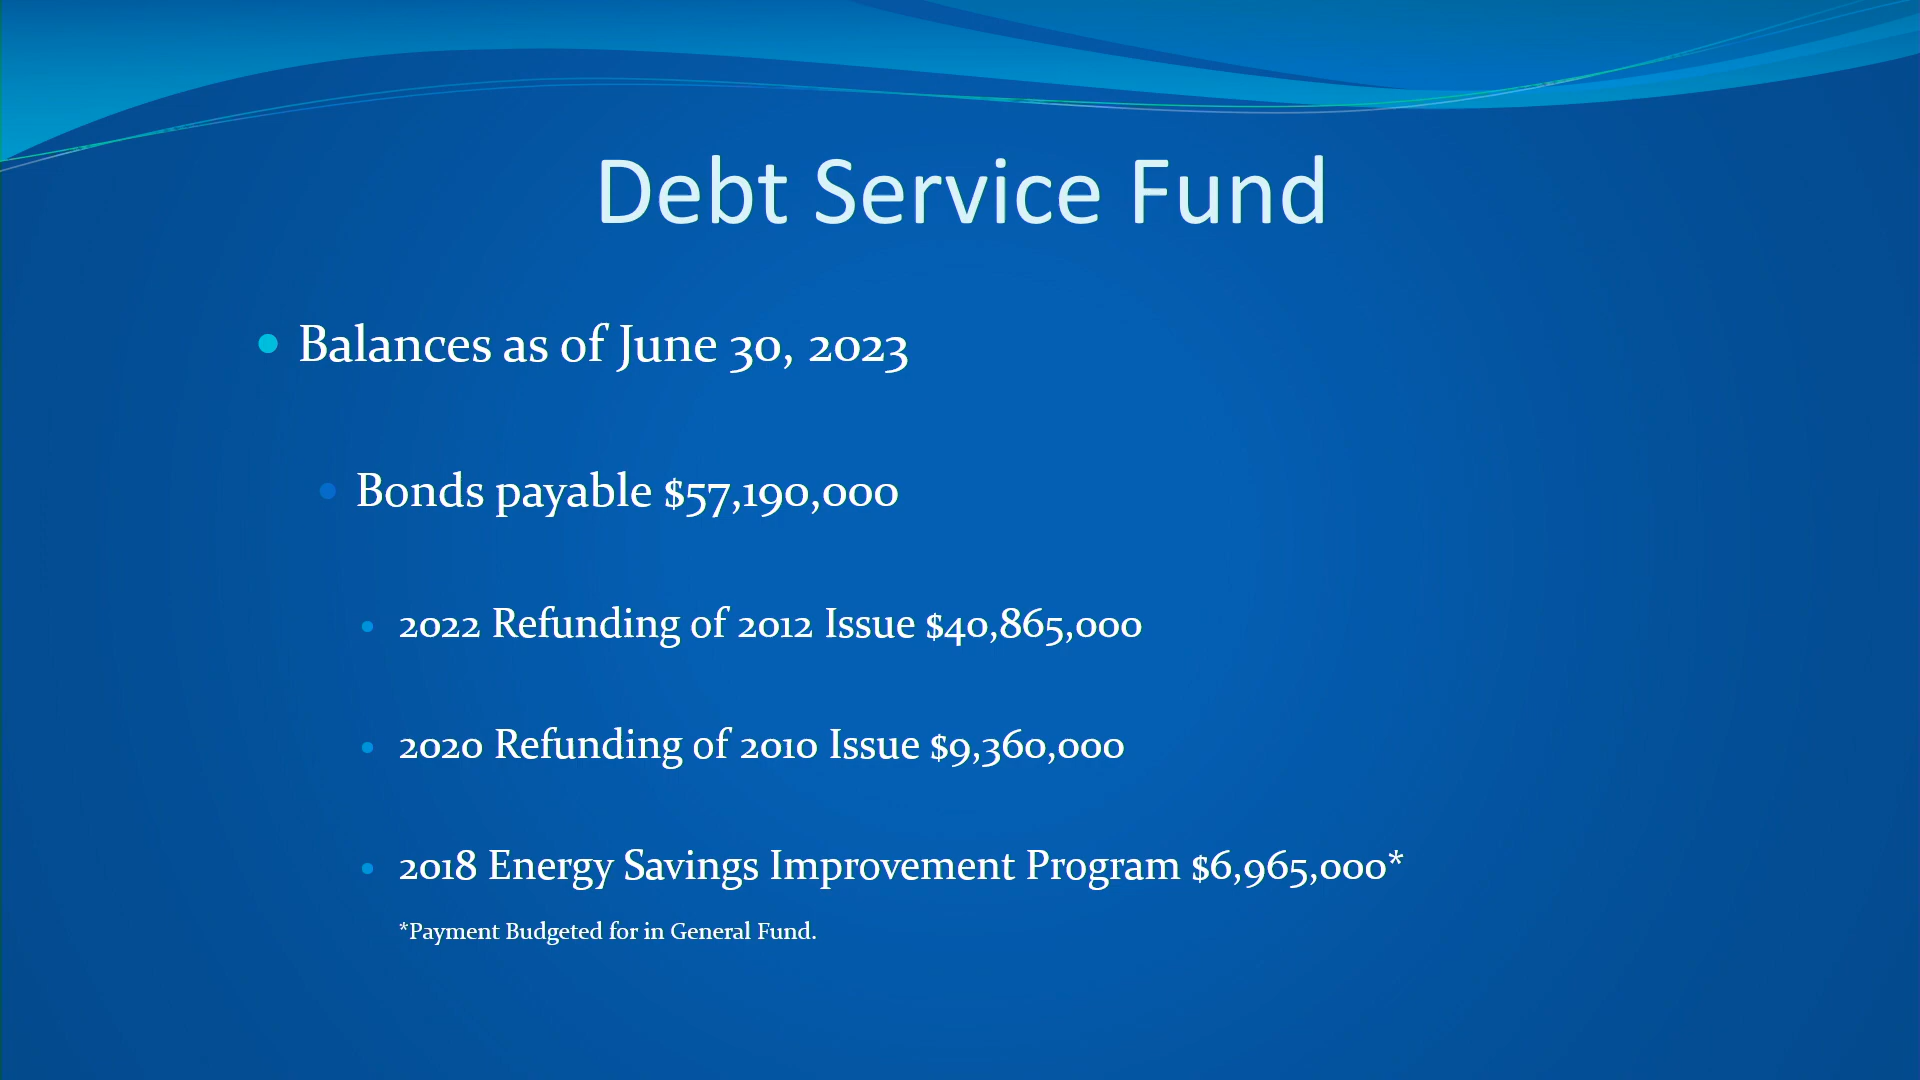 Debt Service Fund
• Balances as of June 30, 2023
• Bonds payable $57,190,000
• 2022 Refunding of 2012 Issue $40,865,000
• 2020 Refunding of 2010 Issue $9,360,000
• 2018 Energy Savings Improvement Program $6,965,000*
*Payment Budgeted for in General Fund.